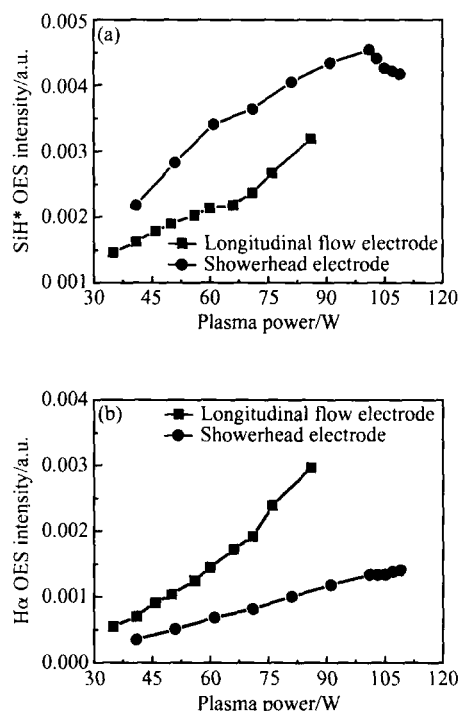 (a)
SiH* OES intensity/a.u.
0.005
0.004
0.003
0.002
0.001
Longitudinal flow electrode
Showerhead electrode
30 45 60 75 90 105 120
Plasma power/W
(b)
Hα OES intensity/a.u.
0.004
0.003
0.002
0.001
0.000
Longitudinal flow electrode
Showerhead electrode
30 45 60 75 90 105 120
Plasma power/W